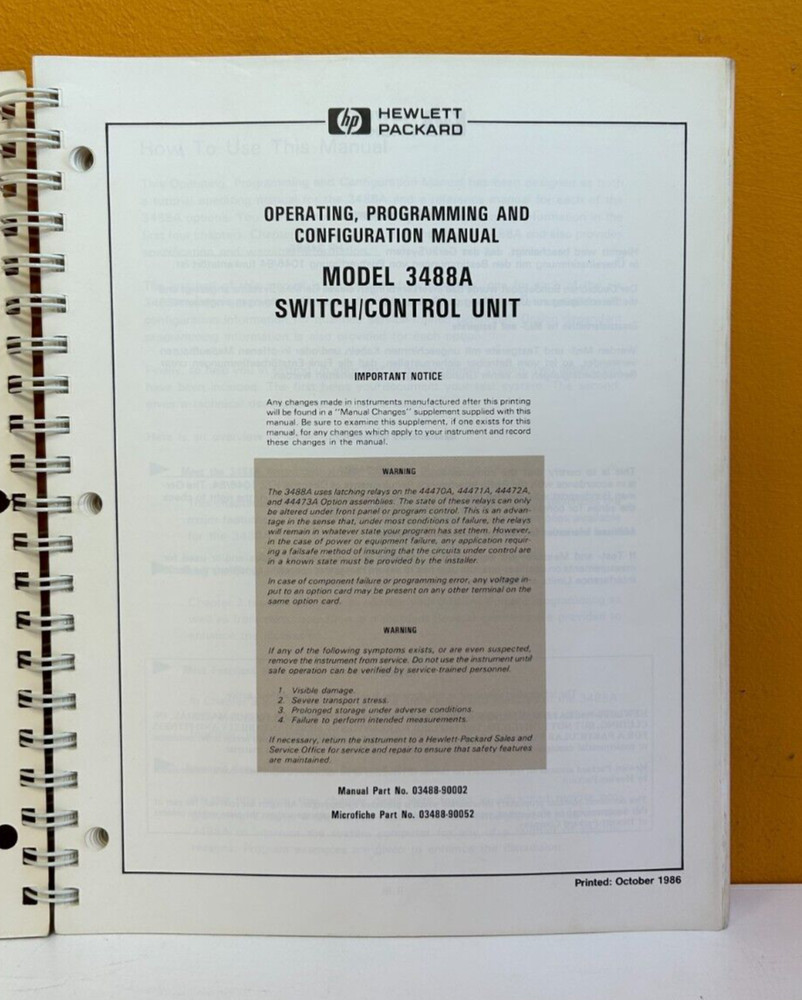 hp HEWLETT
PACKARD
How To Use This Manual
OPERATING, PROGRAMMING AND
CONFIGURATION MANUAL
MODEL 3488A
SWITCH/CONTROL UNIT
IMPORTANT NOTICE
Any changes made in instruments manufactured after this printing
will be found in a "Manual Changes" supplement supplied with this
manual. Be sure to examine this supplement, if one exists for this
manual, for any changes which apply to your instrument and record
these changes in the manual.
WARNING
The 3488A uses latching relays on the 44470A, 44471A, 44472A,
and 44473A Option assemblies. The state of these relays can only
be altered under front panel or program control. This is an advan-
tage in the sense that, under most conditions of failure, the relays
will remain in whatever state your program has set them. However,
in the case of power or equipment failure, any application requir-
ing a failsafe method of insuring that the circuits under control are
in a known state must be provided by the installer.
In case of component failure or programming error, any voltage in-
put to an option card may be present on any other terminal on the
same option card.
WARNING
If any of the following symptoms exists, or are even suspected,
remove the instrument from service. Do not use the instrument until
safe operation can be verified by service-trained personnel.
1. Visible damage.
2. Severe transport stress.
3. Prolonged storage under adverse conditions.
4. Failure to perform intended measurements.
If necessary, return the instrument to a Hewlett-Packard Sales and
Service Office for service and repair to ensure that safety features
are maintained.
Manual Part No. 03488-90002
Microfiche Part No. 03488-90052
Printed: October 1986